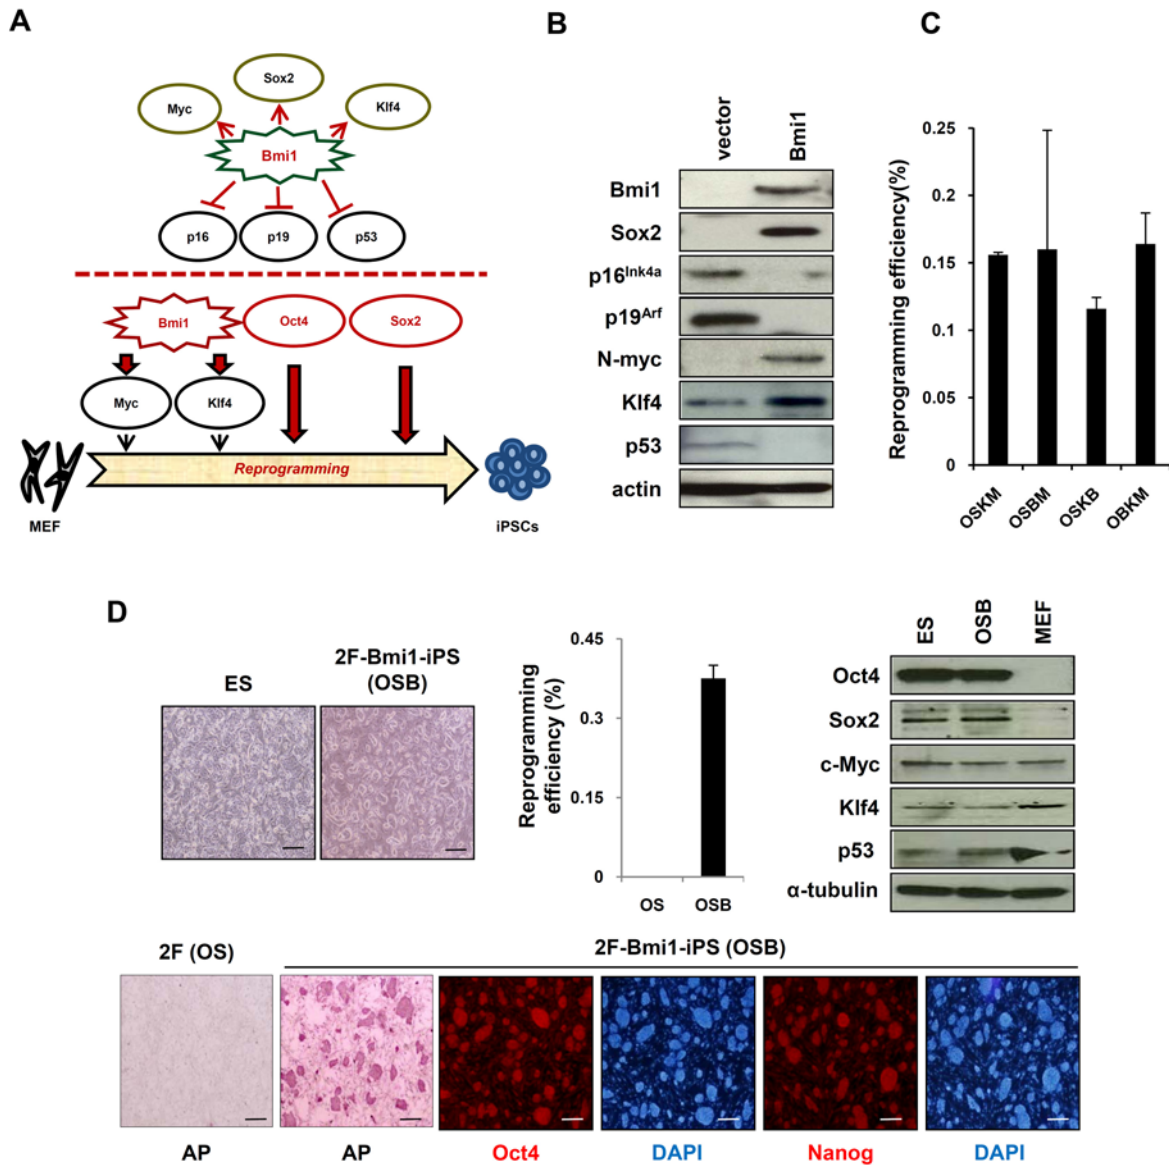 A
Sox2
Myc
Klf4
Bmi1
p16
p19
p53
Bmi1
Oct4
Sox2
Myc
Klf4
Reprogramming
MEF
iPSCs
B
vector
Bmi1
Bmi1
Sox2
p16Ink4a
p19Arf
N-myc
Klf4
p53
actin
C
Reprogramming efficiency(%)
0.25
0.2
0.15
0.1
0.05
0
OSKM
OSBM
OSKB
OBKM
D
ES
2F-Bmi1-iPS
(OSB)
Reprogramming
efficiency (%)
0.45
0.3
0.15
0
OS
OSB
ES
OSB
MEF
Oct4
Sox2
c-Myc
Klf4
p53
α-tubulin
2F (OS)
2F-Bmi1-iPS (OSB)
AP
AP
Oct4
DAPI
Nanog
DAPI